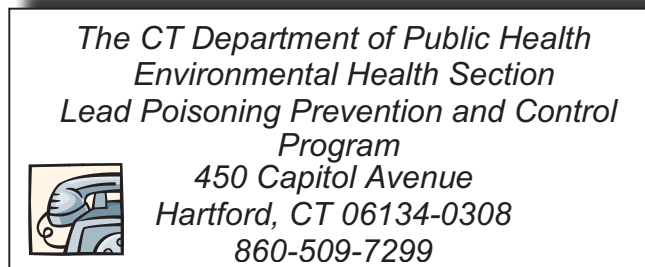 The CT Department of Public Health
Environmental Health Section
Lead Poisoning Prevention and Control
Program
450 Capitol Avenue
Hartford, CT 06134-0308
860-509-7299